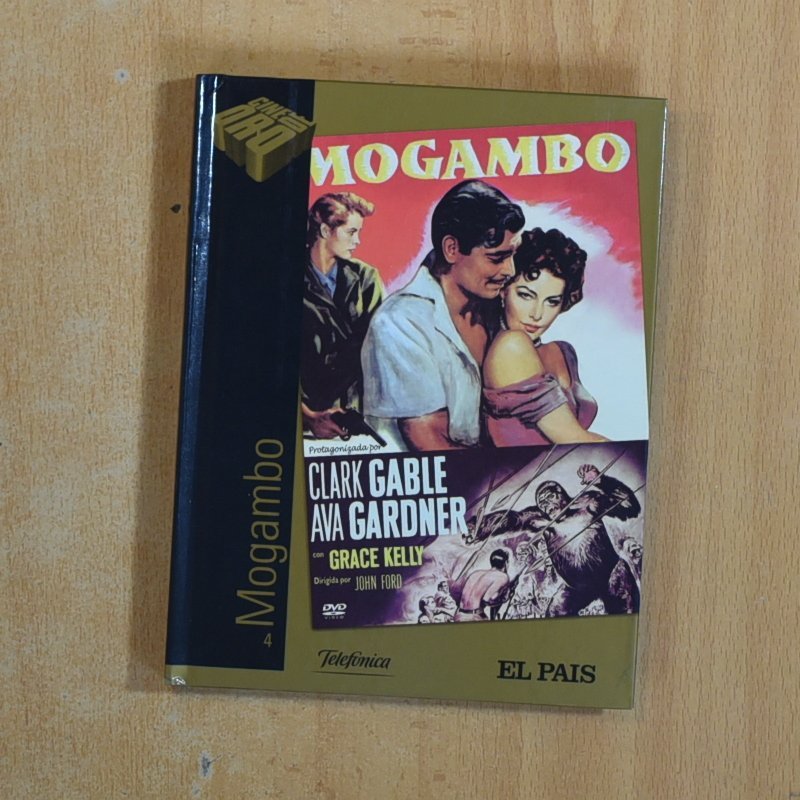 CINE DE ORO
MOGAMBO
Protagonizada por
CLARK GABLE
AVA GARDNER
con GRACE KELLY
Dirigida por JOHN FORD
DVD
VIDEO
Mogambo
4
Telefónica
EL PAIS